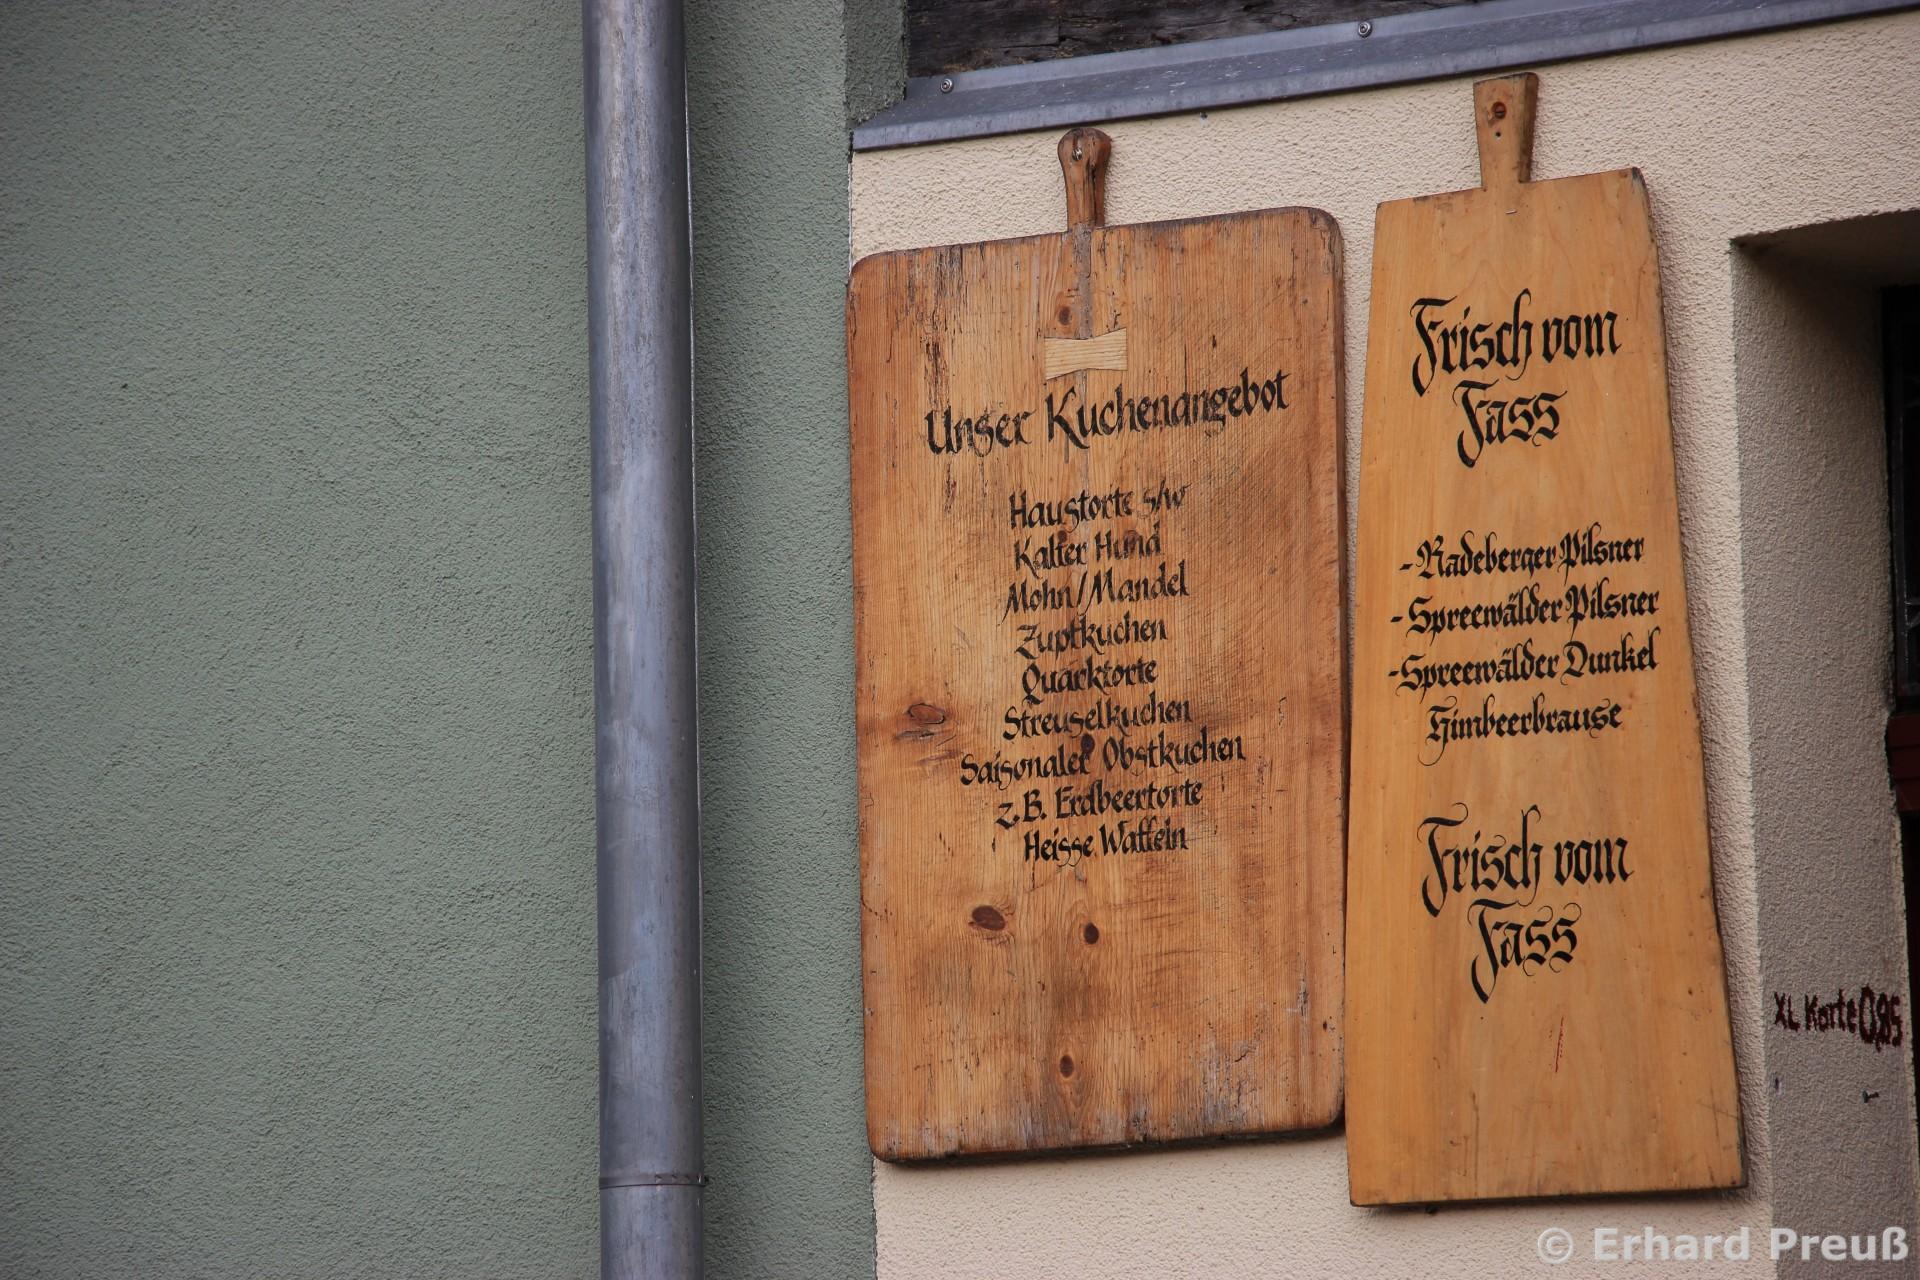 Unser Kuchenangebot
Haustorte s/w
Kalter Hund
Mohn/Mandel
Zupfkuchen
Quarktorte
Streuselkuchen
Saisonaler Obstkuchen
z.B. Erdbeertorte
Heisse Waffeln
Frisch vom
Fass
-Radeberger Pilsner
-Spreewälder Pilsner
-Spreewälder Dunkel
Himbeerbrause
Frisch vom
Fass
XL Karte 0,85
© Erhard Preuß